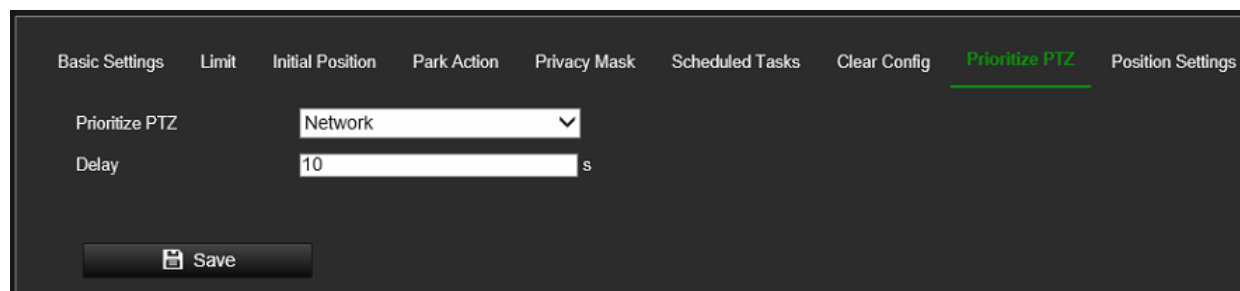 Basic Settings Limit Initial Position Park Action Privacy Mask Scheduled Tasks Clear Config Prioritize PTZ Position Settings
Prioritize PTZ Network
Delay 10 s
Save